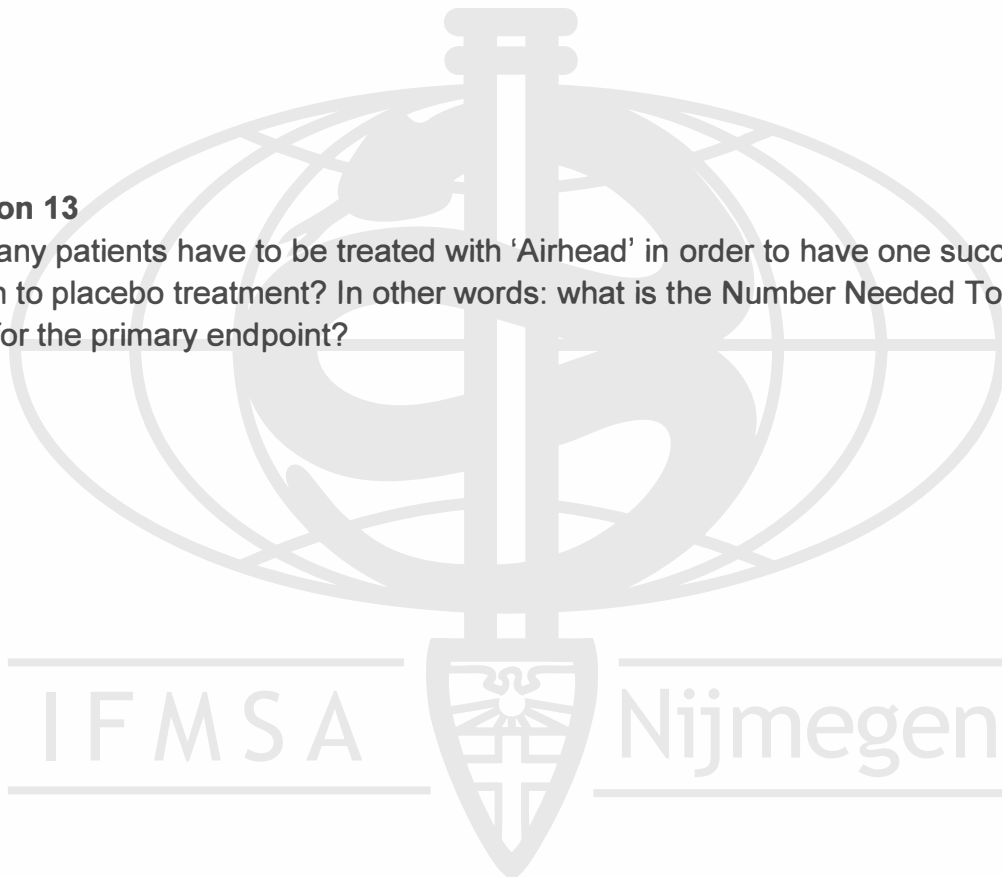 on 13
any patients have to be treated with ‘Airhead’ in order to have one succ
n to placebo treatment? In other words: what is the Number Needed To
or the primary endpoint?
IFMSA Nijmegen